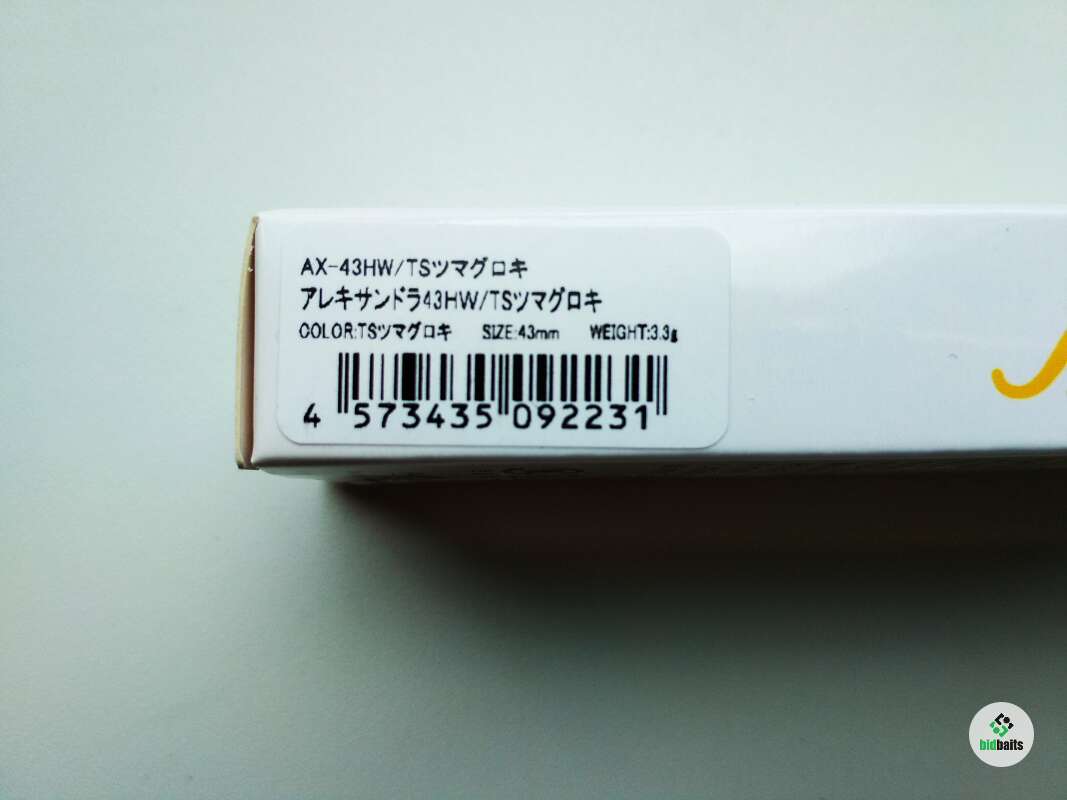 AX-43HW/TSツマグロキ
アレキサンドラ43HW/TSツマグロキ
COLOR:TSツマグロキ SIZE:43mm WEIGHT:3.3g
4 573435 092231
bidbaits